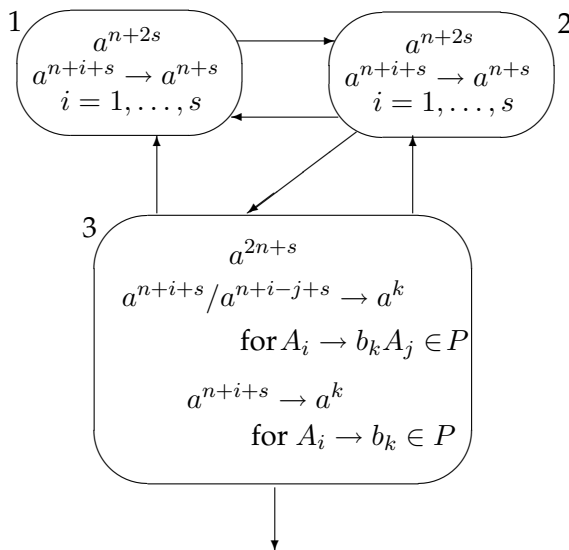 1
a^{n+2s}
a^{n+i+s} → a^{n+s}
i = 1, . . . , s
2
a^{n+2s}
a^{n+i+s} → a^{n+s}
i = 1, . . . , s
3
a^{2n+s}
a^{n+i+s}/a^{n+i−j+s} → a^k
for A_i → b_k A_j ∈ P
a^{n+i+s} → a^k
for A_i → b_k ∈ P